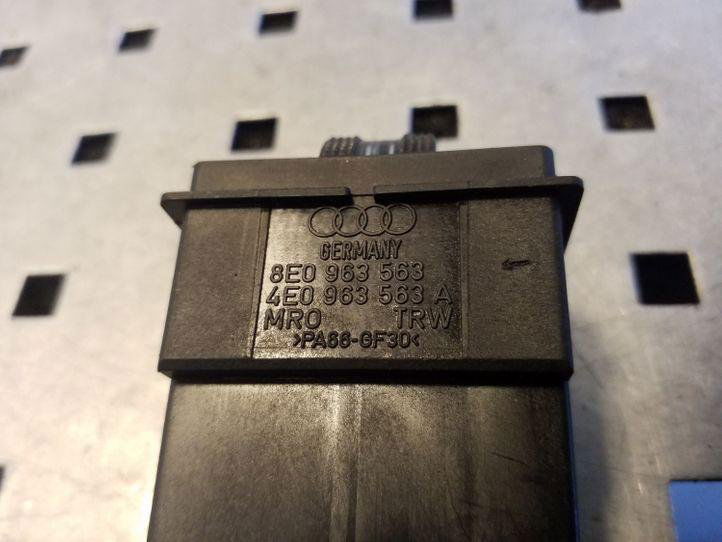 GERMANY
8E0 963 563
4E0 963 563 A
MRO TRW
>PA66-GF30<